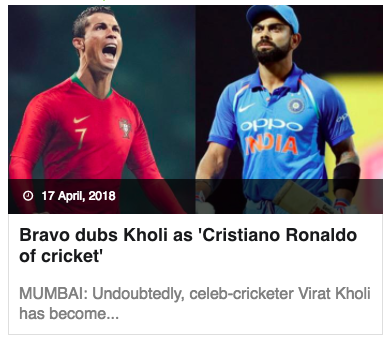 7
oppo
INDIA
17 April, 2018
Bravo dubs Kholi as 'Cristiano Ronaldo
of cricket'
MUMBAI: Undoubtedly, celeb-cricketer Virat Kholi
has become...